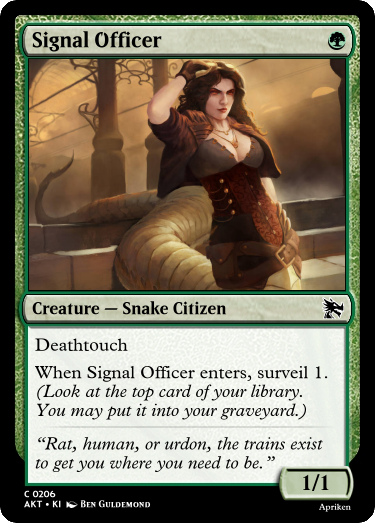 Signal Officer
Creature — Snake Citizen
Deathtouch
When Signal Officer enters, surveil 1.
(Look at the top card of your library.
You may put it into your graveyard.)
“Rat, human, or urdon, the trains exist
to get you where you need to be.”
1/1
C 0206
AKT • KI Ben Guldemond
Apriken